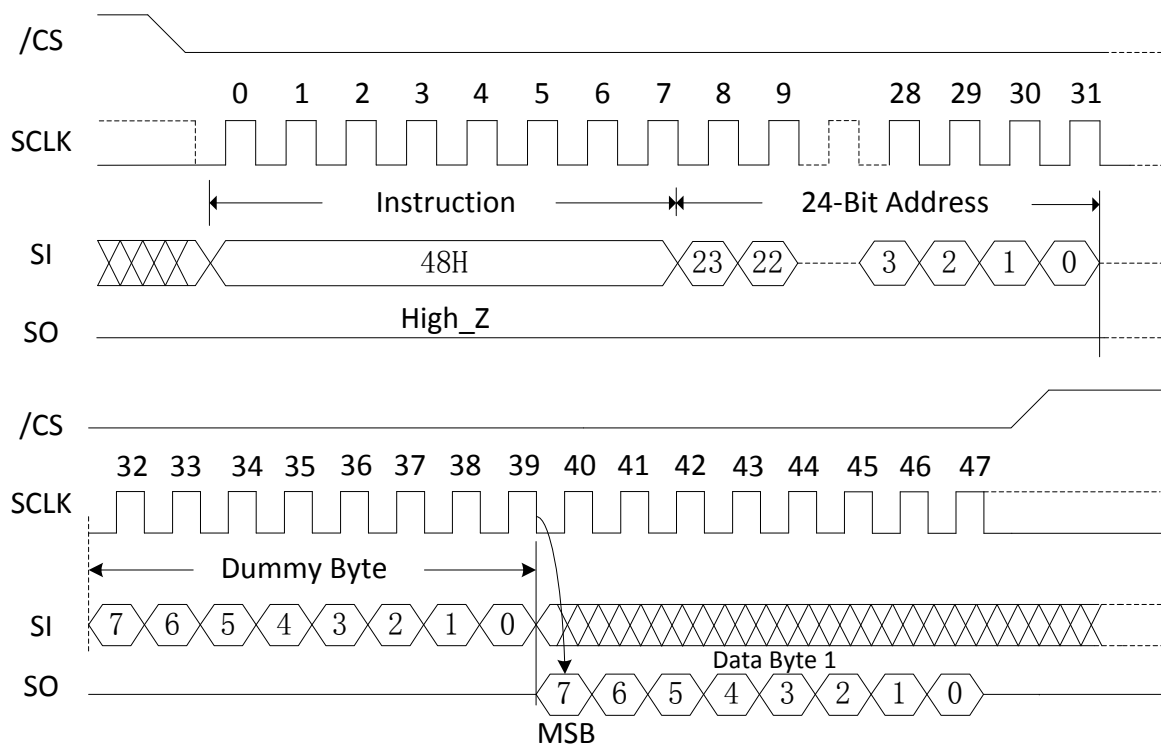 /CS
0 1 2 3 4 5 6 7 8 9 28 29 30 31
SCLK
Instruction 24-Bit Address
SI 48H 23 22 3 2 1 0
High_Z
SO
/CS
32 33 34 35 36 37 38 39 40 41 42 43 44 45 46 47
SCLK
Dummy Byte
SI 7 6 5 4 3 2 1 0
Data Byte 1
SO 7 6 5 4 3 2 1 0
MSB